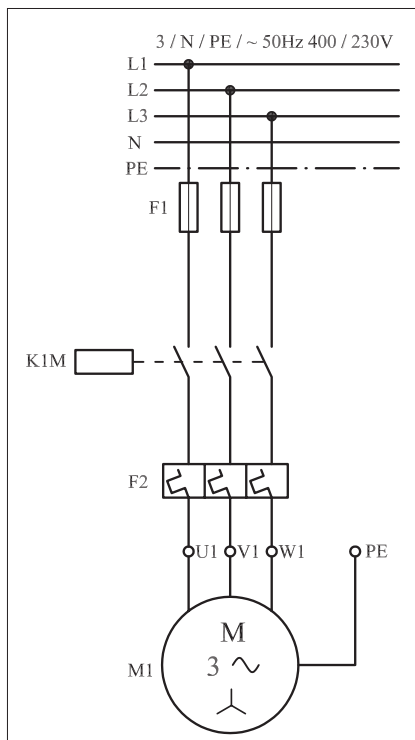 3 / N / PE / ~ 50Hz 400 / 230V
L1
L2
L3
N
PE
F1
K1M
F2
U1 V1 W1 PE
M1
M
3 ~